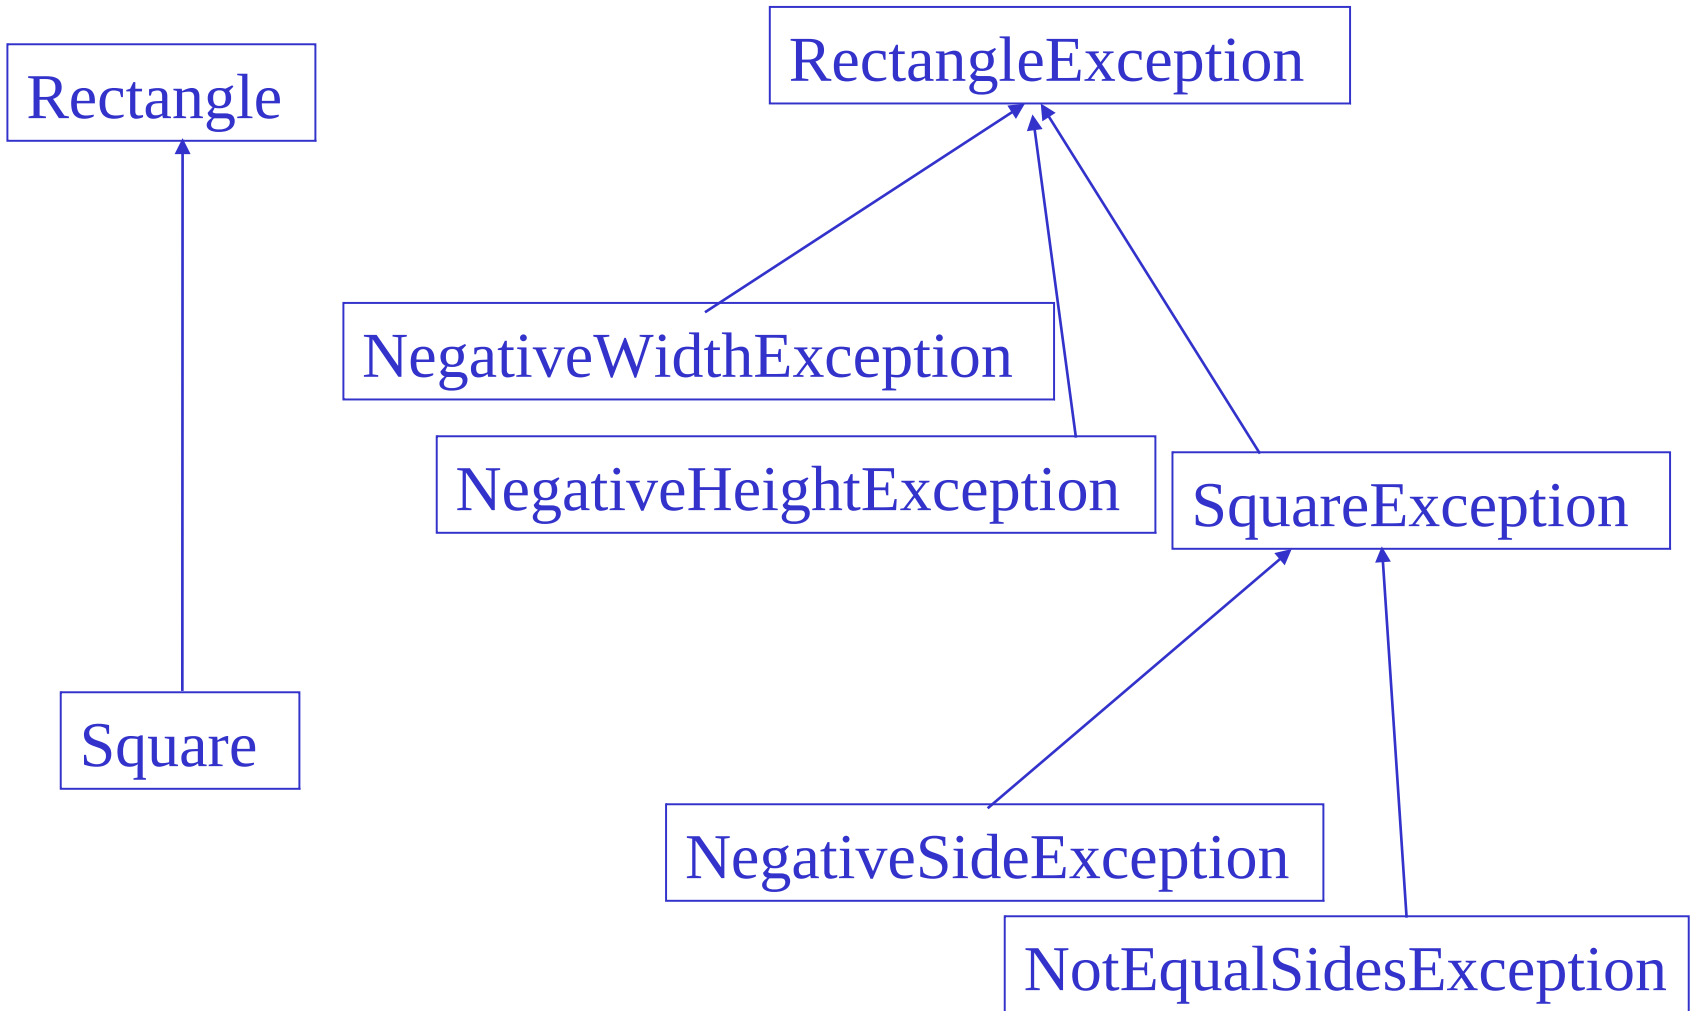 RectangleException
Rectangle
NegativeWidthException
NegativeHeightException
SquareException
Square
NegativeSideException
NotEqualSidesException